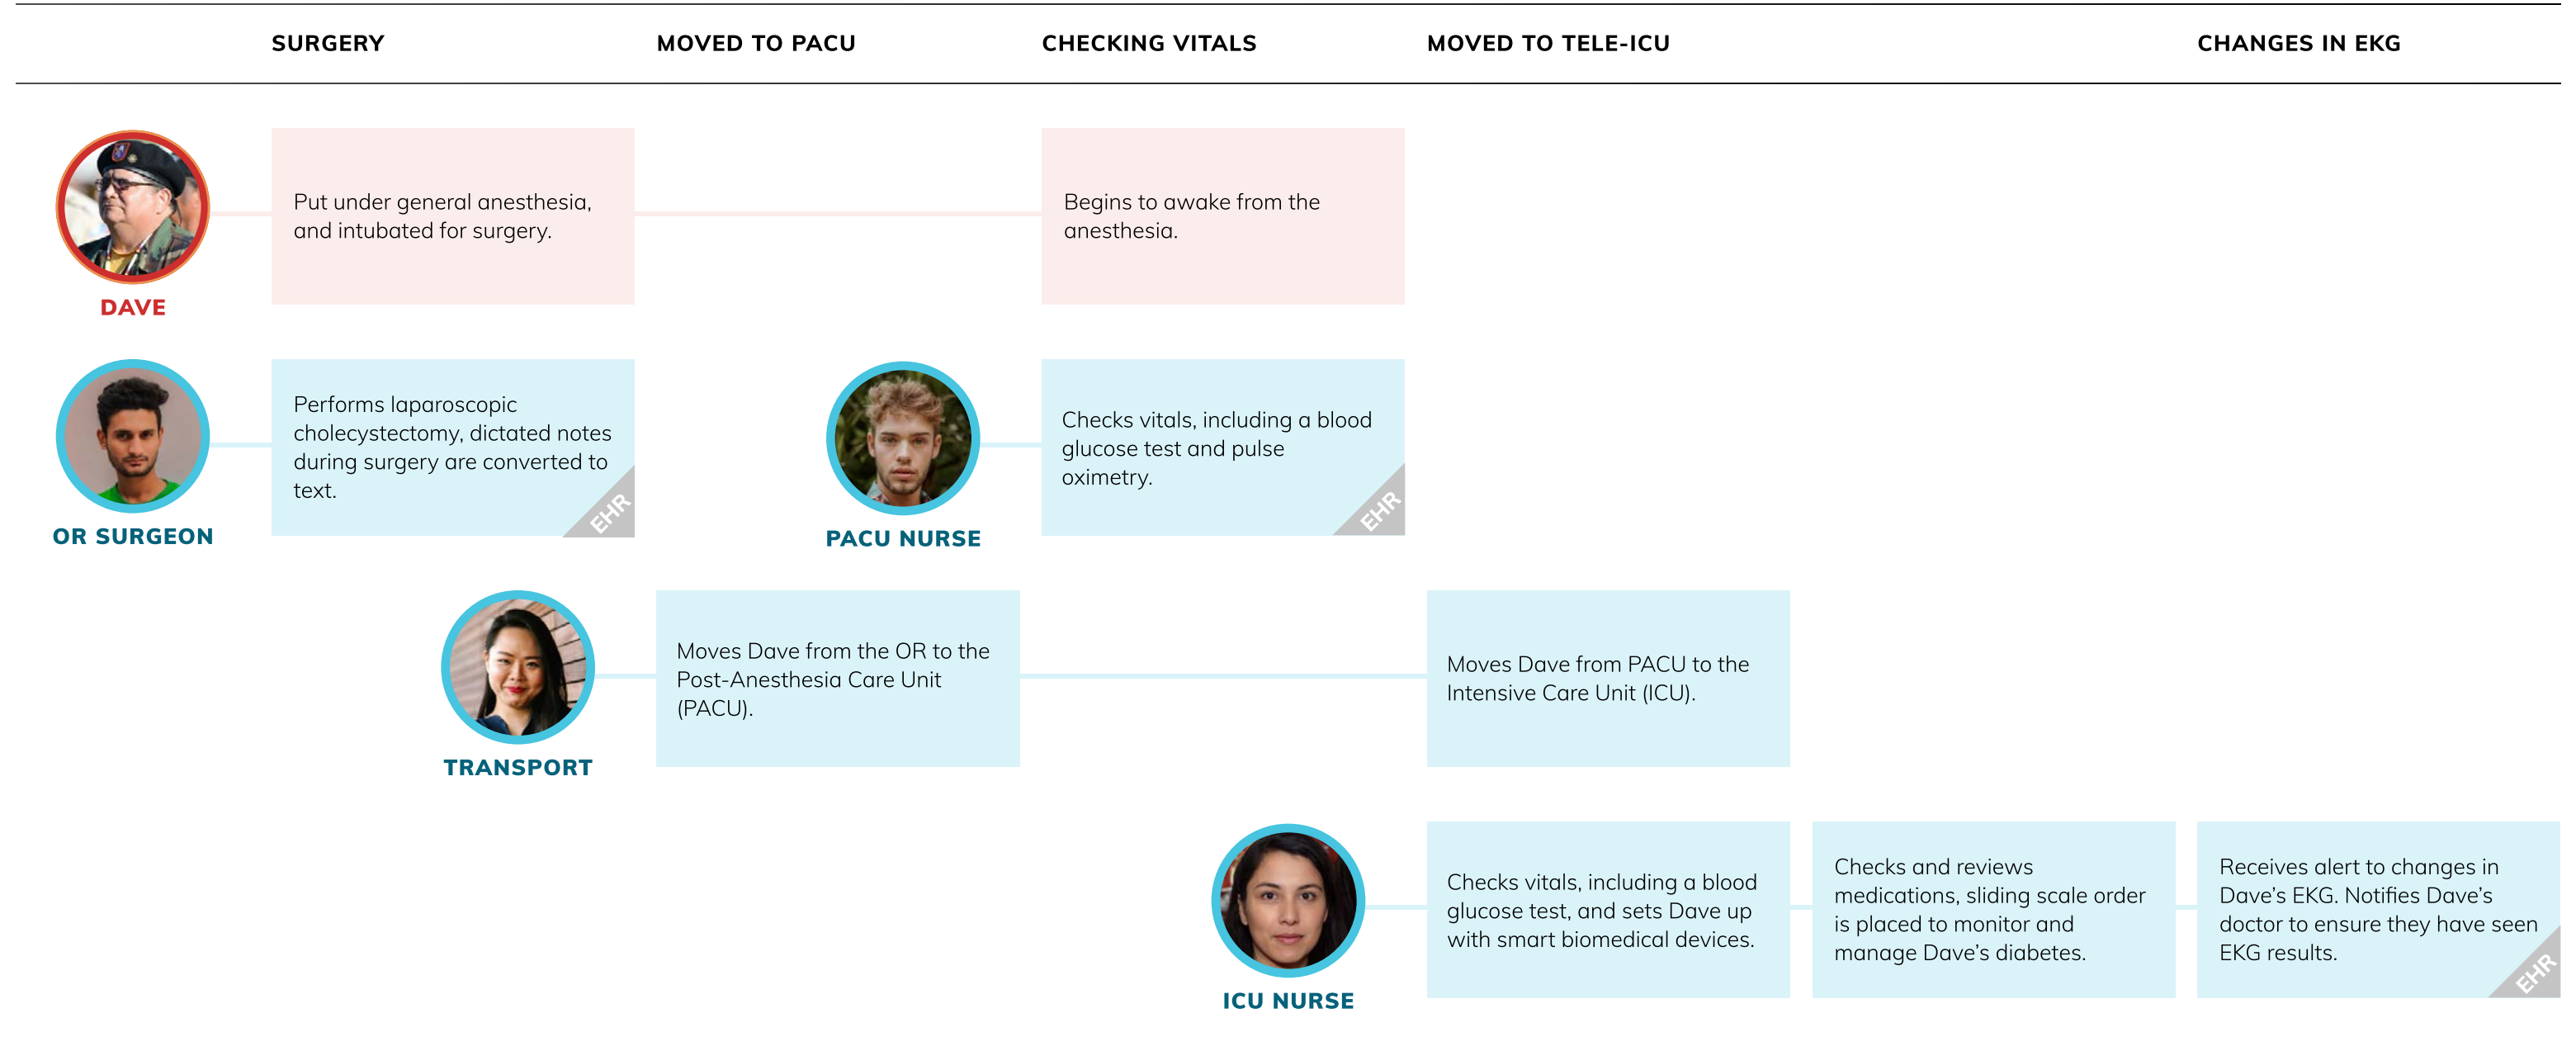 SURGERY
MOVED TO PACU
CHECKING VITALS
MOVED TO TELE-ICU
CHANGES IN EKG
DAVE
Put under general anesthesia,
and intubated for surgery.
Begins to awake from the
anesthesia.
OR SURGEON
Performs laparoscopic
cholecystectomy, dictated notes
during surgery are converted to
text.
EHR
PACU NURSE
Checks vitals, including a blood
glucose test and pulse
oximetry.
EHR
TRANSPORT
Moves Dave from the OR to the
Post-Anesthesia Care Unit
(PACU).
Moves Dave from PACU to the
Intensive Care Unit (ICU).
ICU NURSE
Checks vitals, including a blood
glucose test, and sets Dave up
with smart biomedical devices.
Checks and reviews
medications, sliding scale order
is placed to monitor and
manage Dave’s diabetes.
Receives alert to changes in
Dave’s EKG. Notifies Dave’s
doctor to ensure they have seen
EKG results.
EHR